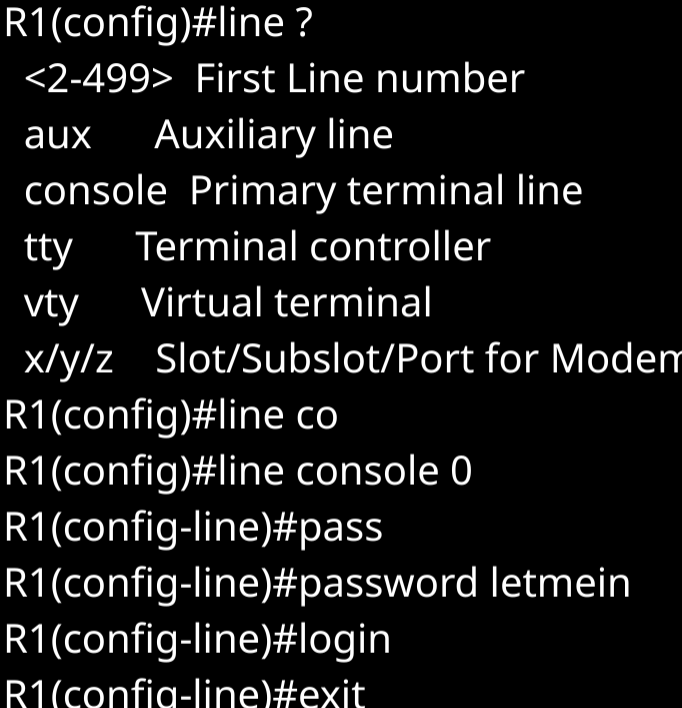 R1(config)#line ?
<2-499> First Line number
aux Auxiliary line
console Primary terminal line
tty Terminal controller
vty Virtual terminal
x/y/z Slot/Subslot/Port for Modem
R1(config)#line co
R1(config)#line console 0
R1(config-line)#pass
R1(config-line)#password letmein
R1(config-line)#login
R1(config-line)#exit